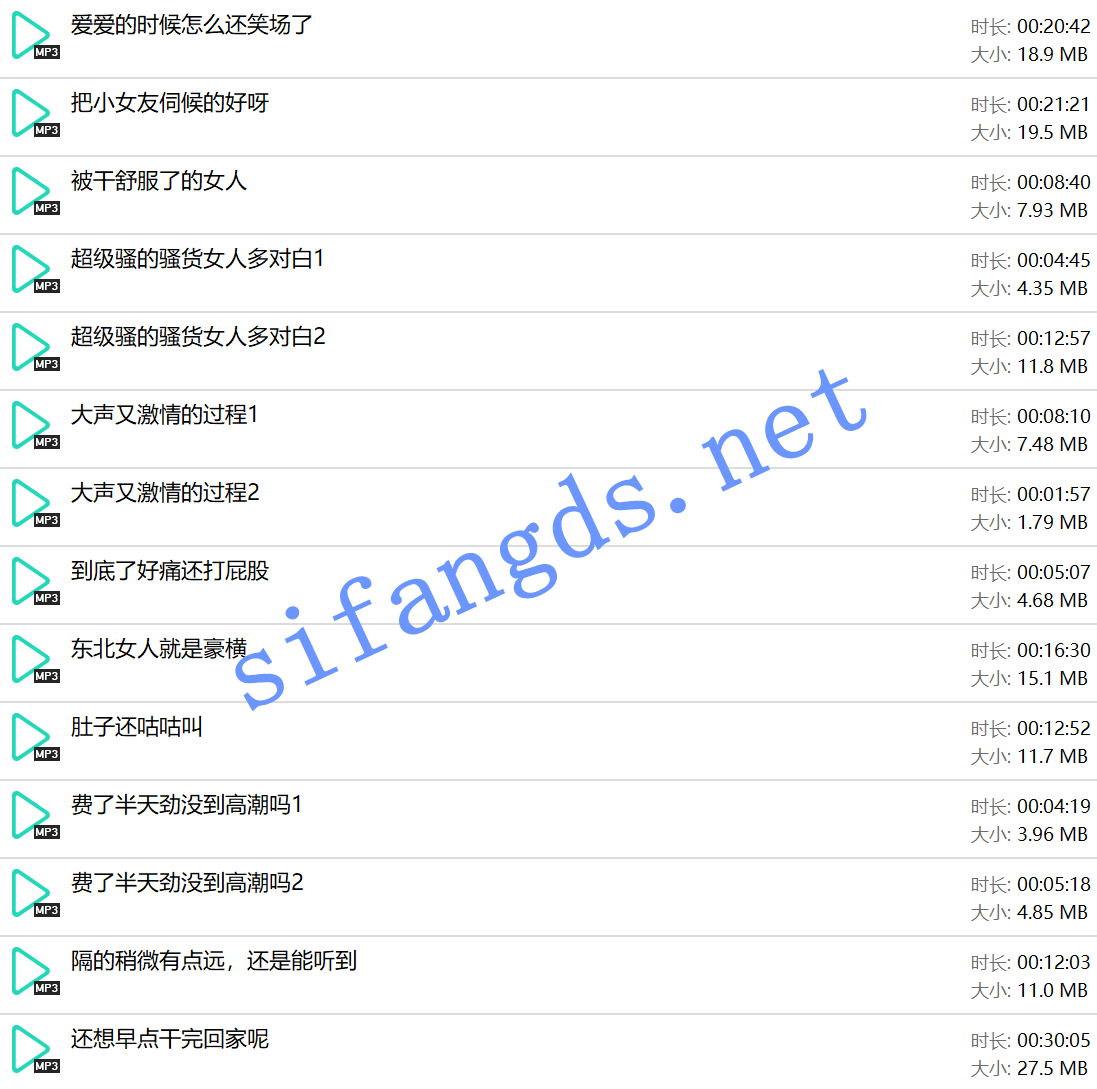 爱爱的时候怎么还笑场了
时长: 00:20:42
大小: 18.9 MB
MP3
把小女友伺候的好呀
时长: 00:21:21
大小: 19.5 MB
MP3
被干舒服了的女人
时长: 00:08:40
大小: 7.93 MB
MP3
超级骚的骚货女人多对白1
时长: 00:04:45
大小: 4.35 MB
MP3
超级骚的骚货女人多对白2
时长: 00:12:57
大小: 11.8 MB
MP3
大声又激情的过程1
时长: 00:08:10
大小: 7.48 MB
MP3
大声又激情的过程2
时长: 00:01:57
大小: 1.79 MB
MP3
到底了好痛还打屁股
时长: 00:05:07
大小: 4.68 MB
MP3
东北女人就是豪横
时长: 00:16:30
大小: 15.1 MB
MP3
肚子还咕咕叫
时长: 00:12:52
大小: 11.7 MB
MP3
费了半天劲没到高潮吗1
时长: 00:04:19
大小: 3.96 MB
MP3
费了半天劲没到高潮吗2
时长: 00:05:18
大小: 4.85 MB
MP3
隔的稍微有点远，还是能听到
时长: 00:12:03
大小: 11.0 MB
MP3
还想早点干完回家呢
时长: 00:30:05
大小: 27.5 MB
MP3
sifangds.net